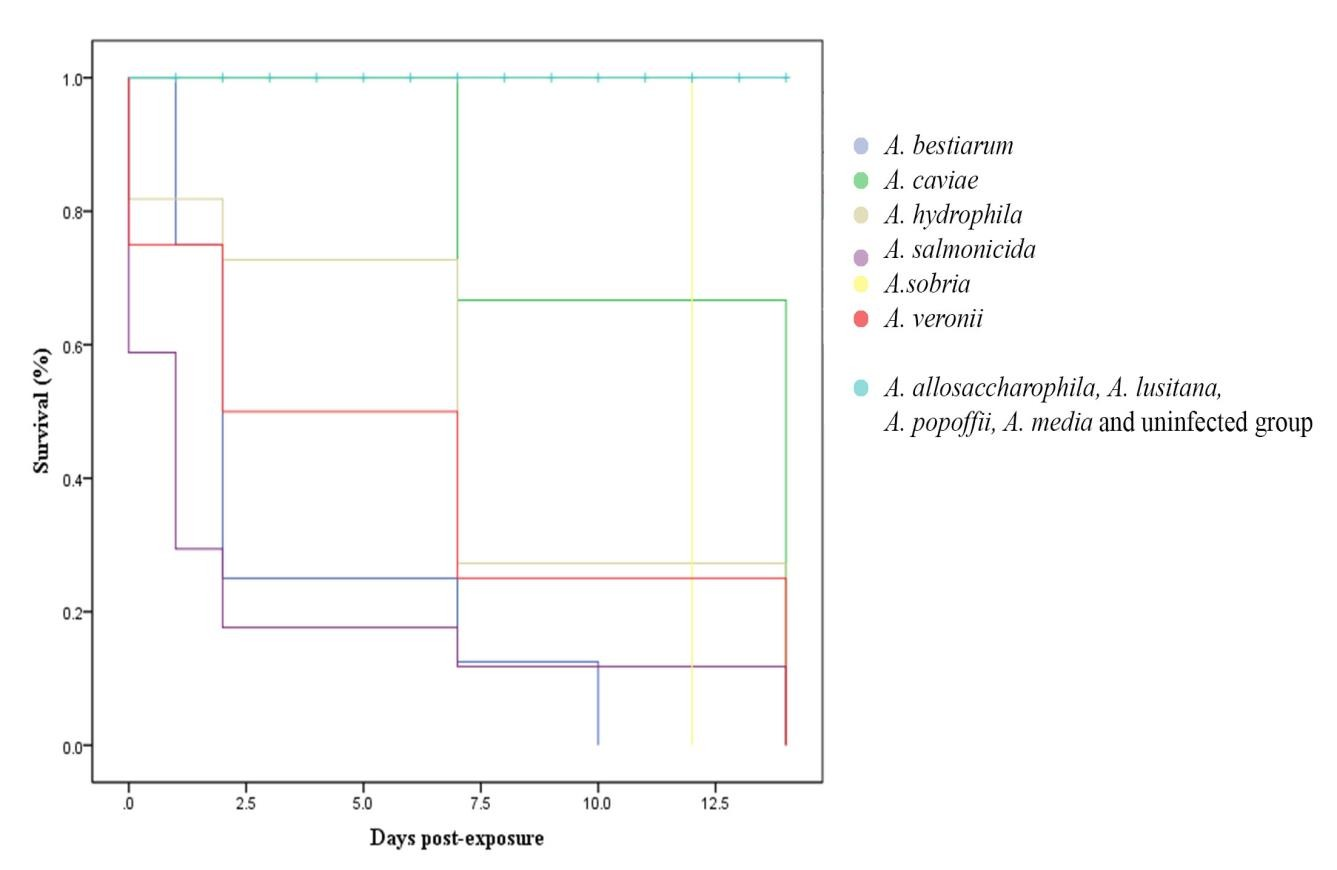 1.0
0.8
0.6
0.4
0.2
0.0
Survival (%)
.0 2.5 5.0 7.5 10.0 12.5
Days post-exposure
A. bestiarum
A. caviae
A. hydrophila
A. salmonicida
A.sobria
A. veronii
A. allosaccharophila, A. lusitana,
A. popoffii, A. media and uninfected group